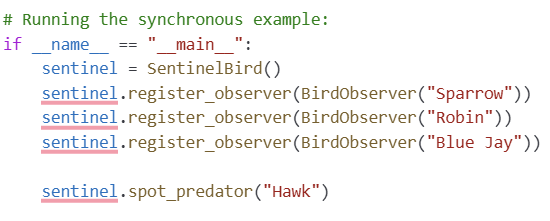 # Running the synchronous example:
if __name__ == "__main__":
    sentinel = SentinelBird()
    sentinel.register_observer(BirdObserver("Sparrow"))
    sentinel.register_observer(BirdObserver("Robin"))
    sentinel.register_observer(BirdObserver("Blue Jay"))
    sentinel.spot_predator("Hawk")